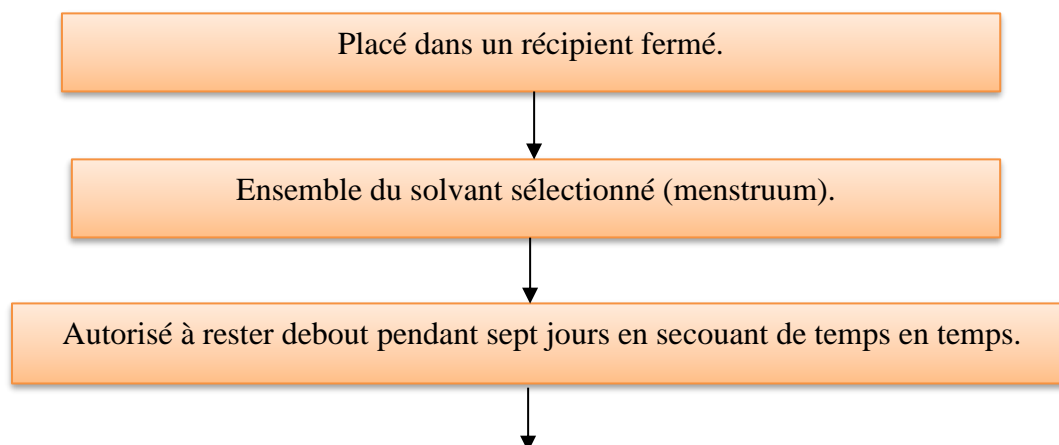 Placé dans un récipient fermé.
Ensemble du solvant sélectionné (menstruum).
Autorisé à rester debout pendant sept jours en secouant de temps en temps.